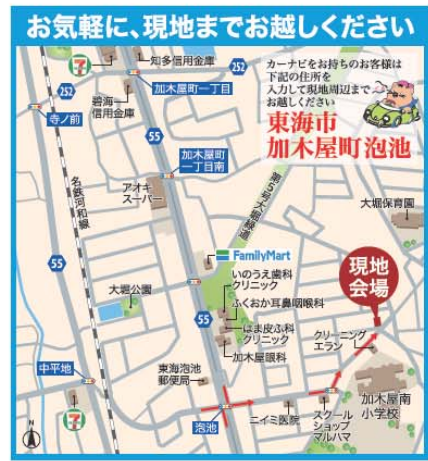 お気軽に、現地までお越しください
カーナビをお持ちのお客様は
下記の住所を
入力して現地周辺まで
お越しください
東海市
加木屋町泡池
知多信用金庫
252
加木屋町一丁目
252
碧海
信用金庫
寺ノ前
55
加木屋町
一丁目南
名鉄河和線
アオキ
スーパー
第5号大堀緑道
大堀保育園
FamilyMart
55
いのうえ歯科
クリニック
現地
会場
大堀公園
ふくおか耳鼻咽喉科
55
はま皮ふ科
クリニック
クリーニング
エラン
加木屋眼科
中平地
東海泡池
郵便局
加木屋南
小学校
泡池
ニイミ医院
スクール
ショップ
マルハマ
N